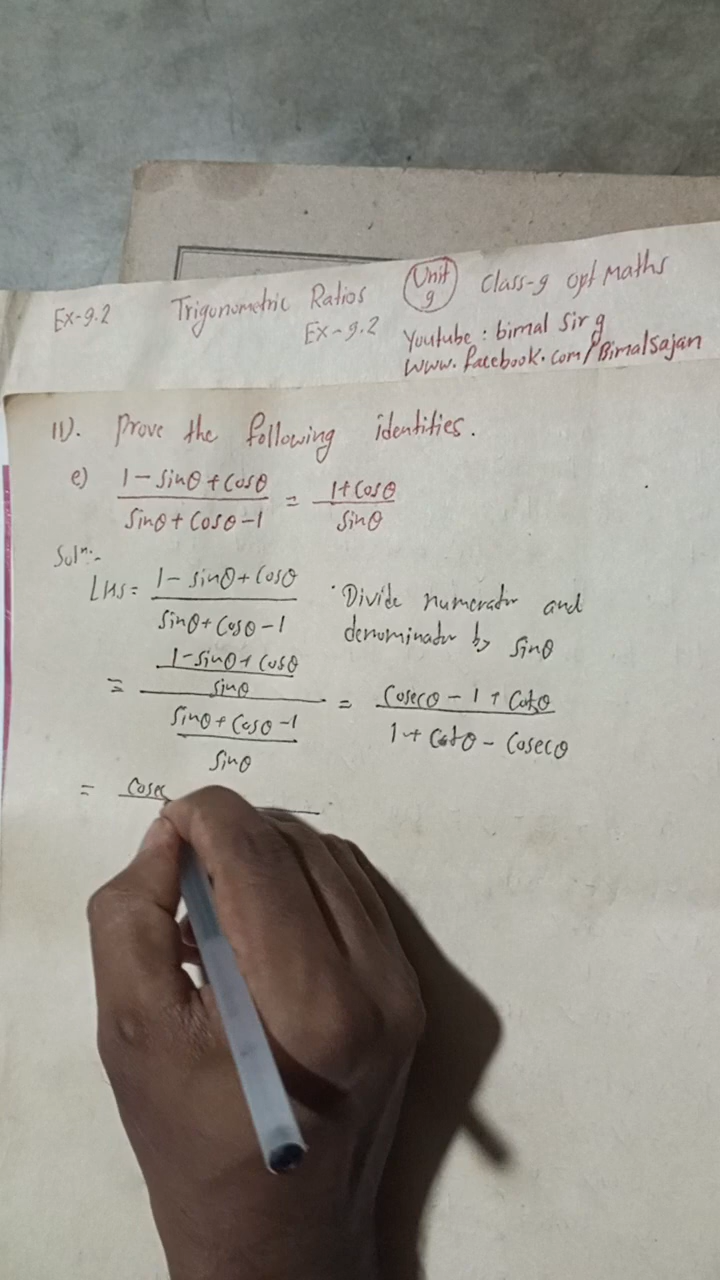 Ex-9.2 Trigonometric Ratios Unit 9 Class-9 opt Maths
Ex-9.2 Youtube : bimal Sir g
www.facebook.com/Bimalsajan
10. Prove the following identities.
e) (1 - sinθ + cosθ)/(sinθ + cosθ - 1) = (1 + cosθ)/sinθ
Solⁿ:-
LHS = (1 - sinθ + cosθ)/(sinθ + cosθ - 1) Divide numerator and
denominator by sinθ
= ((1 - sinθ + cosθ)/sinθ)/((sinθ + cosθ - 1)/sinθ) = (cosecθ - 1 + cotθ)/(1 + cotθ - cosecθ)
= cosec